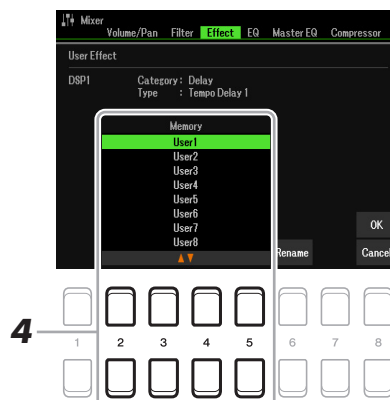 Mixer
Volume/Pan Filter Effect EQ Master EQ Compressor
User Effect
DSP1 Category : Delay
Type : Tempo Delay 1
Memory
User1
User2
User3
User4
User5
User6
User7
User8
OK
Rename Cancel
4
1 2 3 4 5 6 7 8